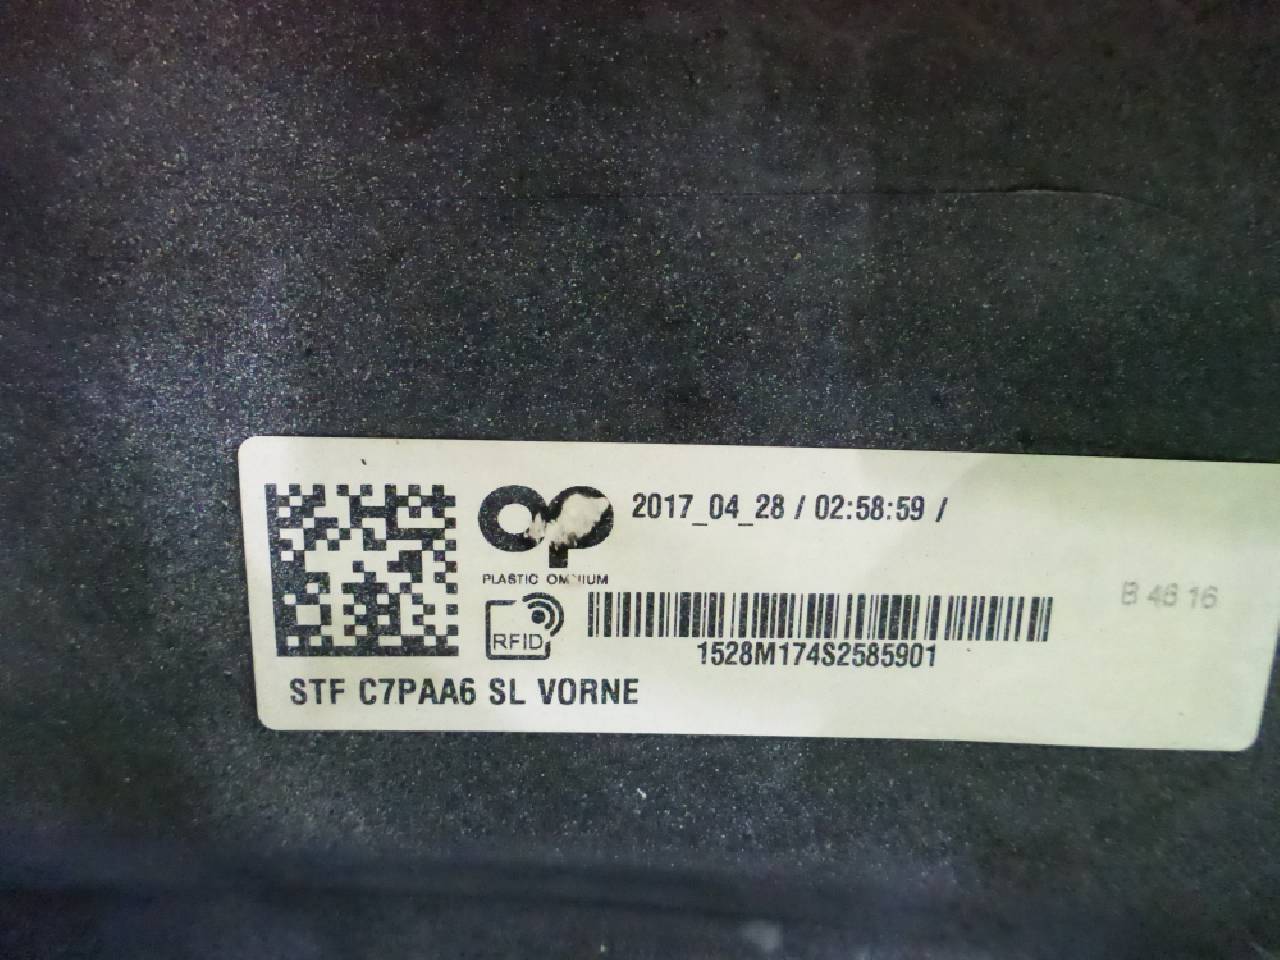 2017_04_28 / 02:58:59 /
PLASTIC OMNIUM
B 46 16
RFID
1528M174S2585901
STF C7PAA6 SL VORNE